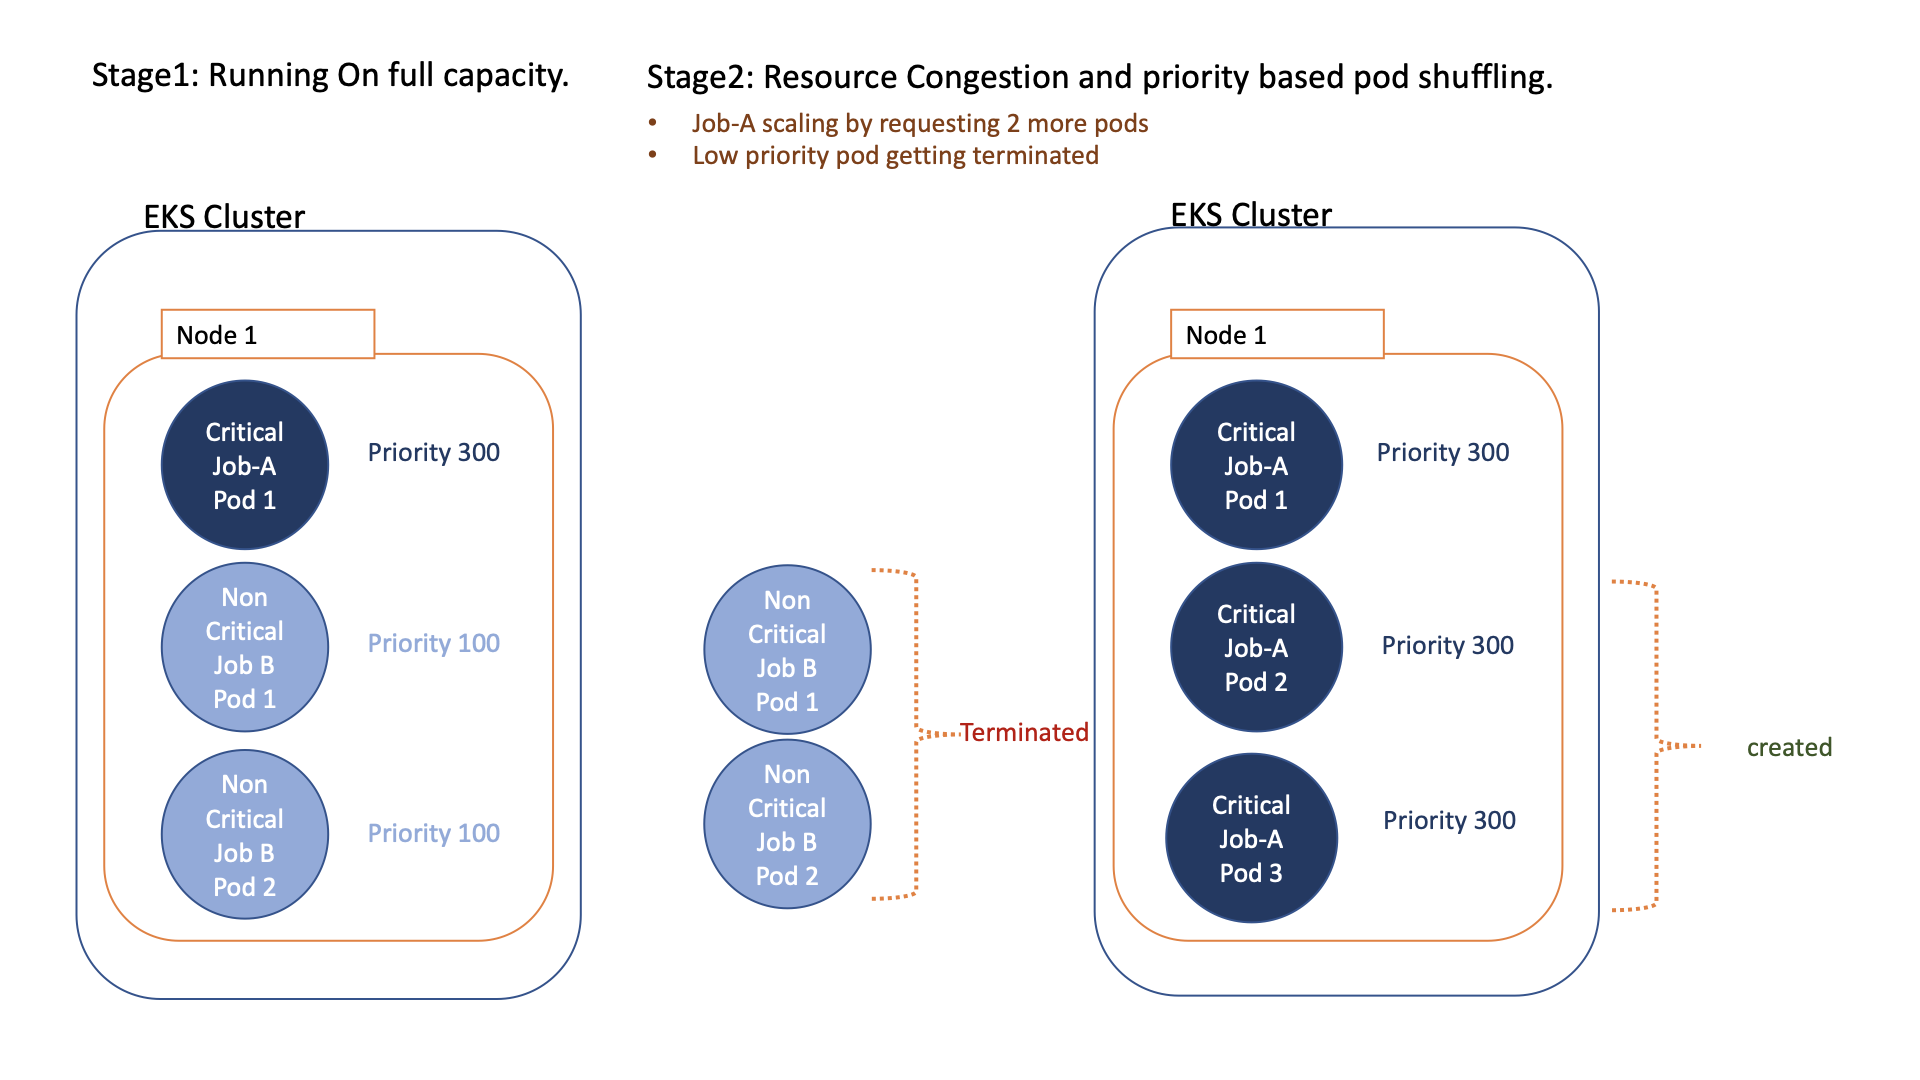 Stage1: Running On full capacity.
Stage2: Resource Congestion and priority based pod shuffling.
• Job-A scaling by requesting 2 more pods
• Low priority pod getting terminated
EKS Cluster
Node 1
Critical
Job-A
Pod 1
Priority 300
Non
Critical
Job B
Pod 1
Priority 100
Non
Critical
Job B
Pod 2
Priority 100
Non
Critical
Job B
Pod 1
Non
Critical
Job B
Pod 2
Terminated
EKS Cluster
Node 1
Critical
Job-A
Pod 1
Priority 300
Critical
Job-A
Pod 2
Priority 300
Critical
Job-A
Pod 3
Priority 300
created